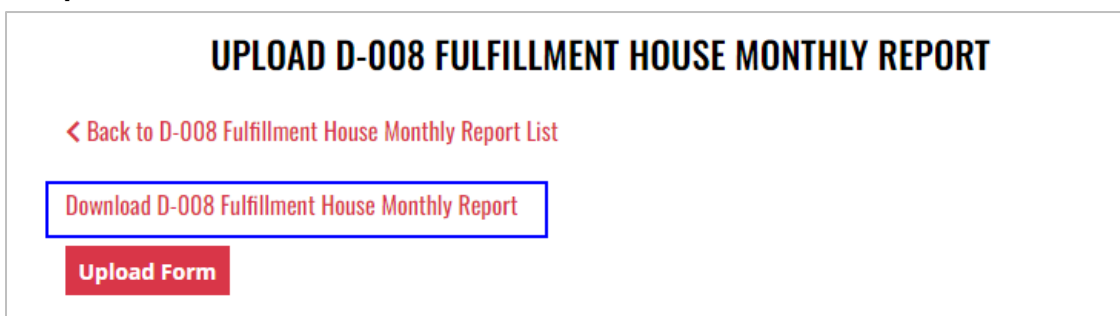 UPLOAD D-008 FULFILLMENT HOUSE MONTHLY REPORT
Back to D-008 Fulfillment House Monthly Report List
Download D-008 Fulfillment House Monthly Report
Upload Form